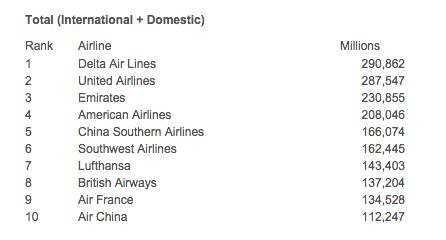 Total (International + Domestic)
Rank Airline Millions
1 Delta Air Lines 290,862
2 United Airlines 287,547
3 Emirates 230,855
4 American Airlines 208,046
5 China Southern Airlines 166,074
6 Southwest Airlines 162,445
7 Lufthansa 143,403
8 British Airways 137,204
9 Air France 134,528
10 Air China 112,247